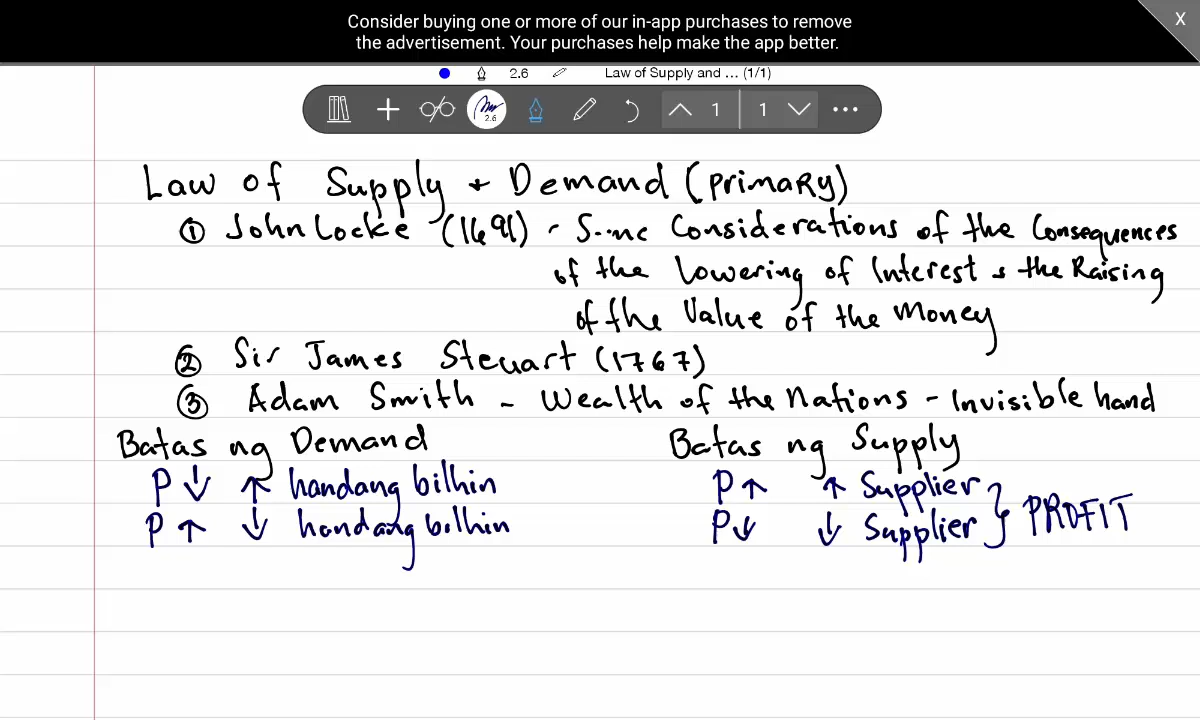 Consider buying one or more of our in-app purchases to remove
the advertisement. Your purchases help make the app better.
X
2.6 Law of Supply and ... (1/1)
2.6 1 1
Law of Supply + Demand (primary)
① John Locke (1691) - Some Considerations of the Consequences
of the Lowering of Interest & the Raising
of the Value of the Money
② Sir James Steuart (1767)
③ Adam Smith - Wealth of the Nations - Invisible hand
Batas ng Demand
P ↓ ↑ handang bilhin
P ↑ ↓ handang bilhin
Batas ng Supply
P ↑ ↑ Supplier
P ↓ ↓ Supplier } PROFIT